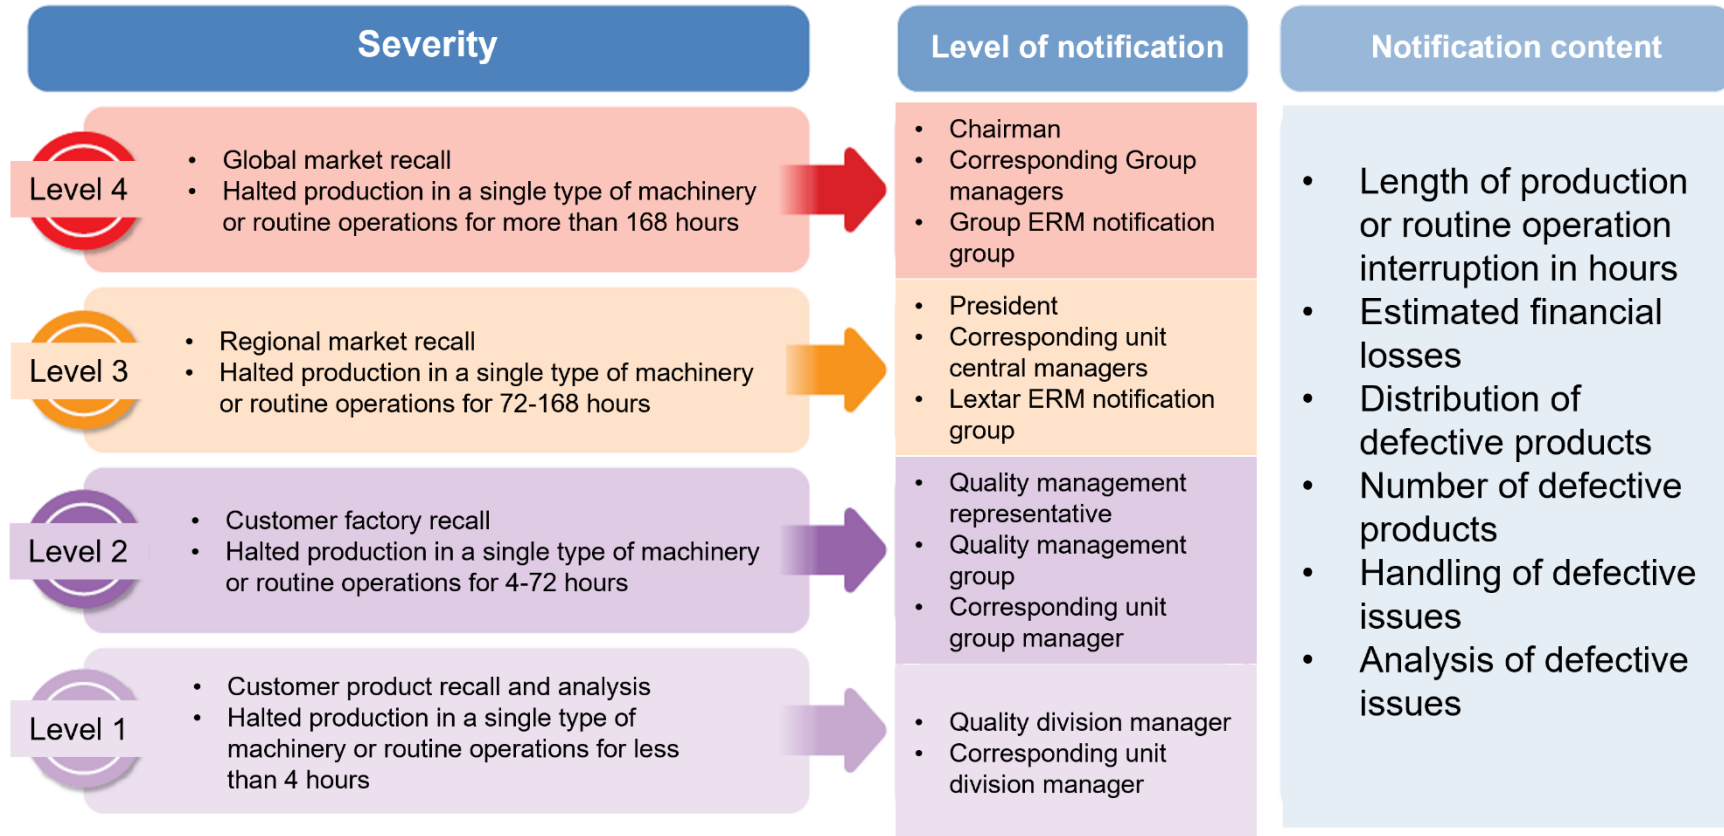 Severity
Level of notification
Notification content
Level 4
• Global market recall
• Halted production in a single type of machinery
or routine operations for more than 168 hours
• Chairman
• Corresponding Group
managers
• Group ERM notification
group
Level 3
• Regional market recall
• Halted production in a single type of machinery
or routine operations for 72-168 hours
• President
• Corresponding unit
central managers
• Lextar ERM notification
group
Level 2
• Customer factory recall
• Halted production in a single type of machinery
or routine operations for 4-72 hours
• Quality management
representative
• Quality management
group
• Corresponding unit
group manager
Level 1
• Customer product recall and analysis
• Halted production in a single type of
machinery or routine operations for less
than 4 hours
• Quality division manager
• Corresponding unit
division manager
• Length of production
or routine operation
interruption in hours
• Estimated financial
losses
• Distribution of
defective products
• Number of defective
products
• Handling of defective
issues
• Analysis of defective
issues